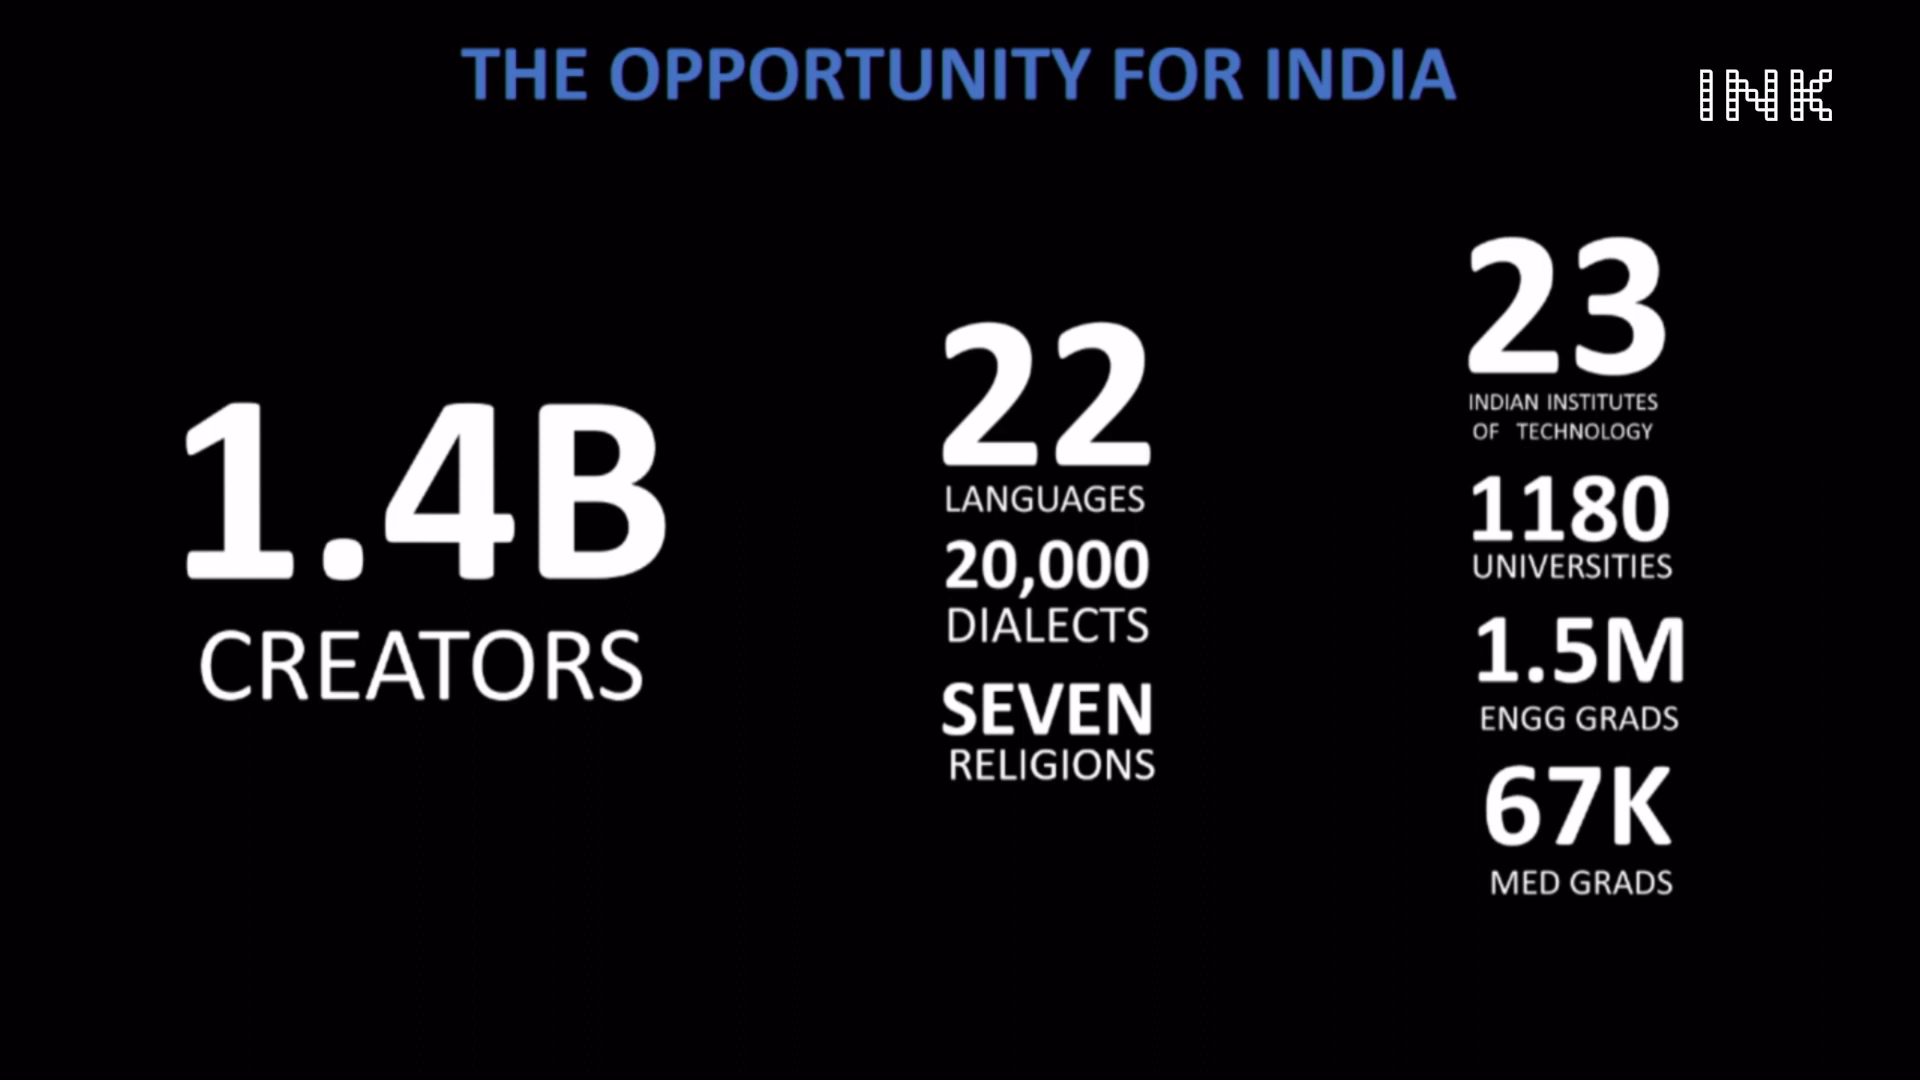 THE OPPORTUNITY FOR INDIA
INK
1.4B
CREATORS
22
LANGUAGES
20,000
DIALECTS
SEVEN
RELIGIONS
23
INDIAN INSTITUTES
OF TECHNOLOGY
1180
UNIVERSITIES
1.5M
ENGG GRADS
67K
MED GRADS